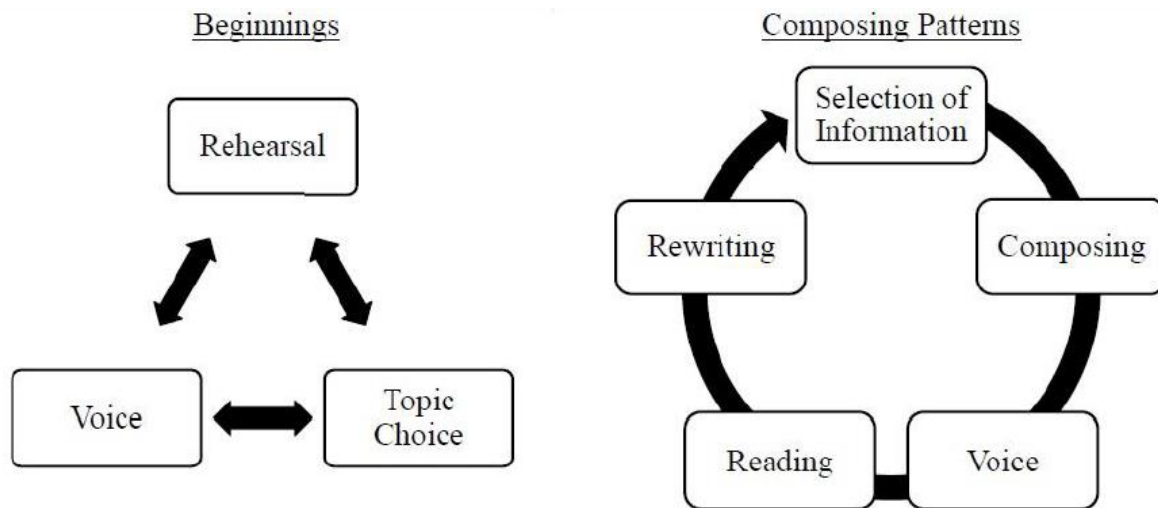 Beginnings
Rehearsal
Voice
Topic
Choice
Composing Patterns
Selection of
Information
Rewriting
Composing
Reading
Voice